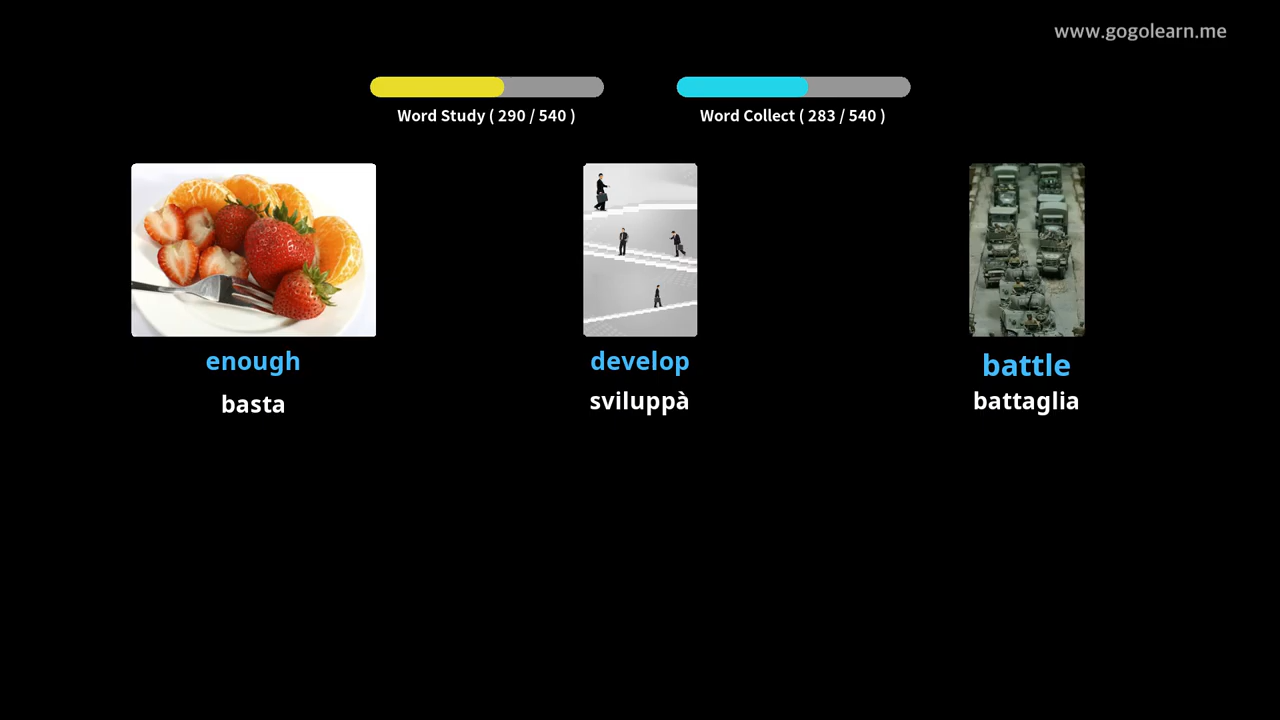 www.gogolearn.me
Word Study ( 290 / 540 )
Word Collect ( 283 / 540 )
enough
basta
develop
sviluppà
battle
battaglia